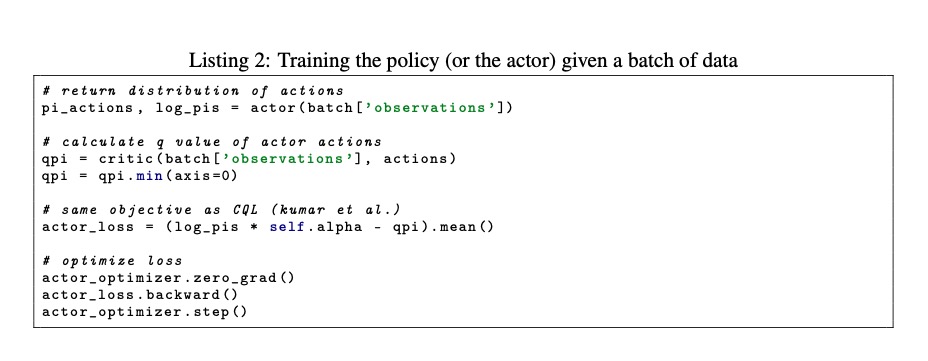 Listing 2: Training the policy (or the actor) given a batch of data
# return distribution of actions
pi_actions, log_pis = actor(batch['observations'])
# calculate q value of actor actions
qpi = critic(batch['observations'], actions)
qpi = qpi.min(axis=0)
# same objective as CQL (kumar et al.)
actor_loss = (log_pis * self.alpha - qpi).mean()
# optimize loss
actor_optimizer.zero_grad()
actor_loss.backward()
actor_optimizer.step()